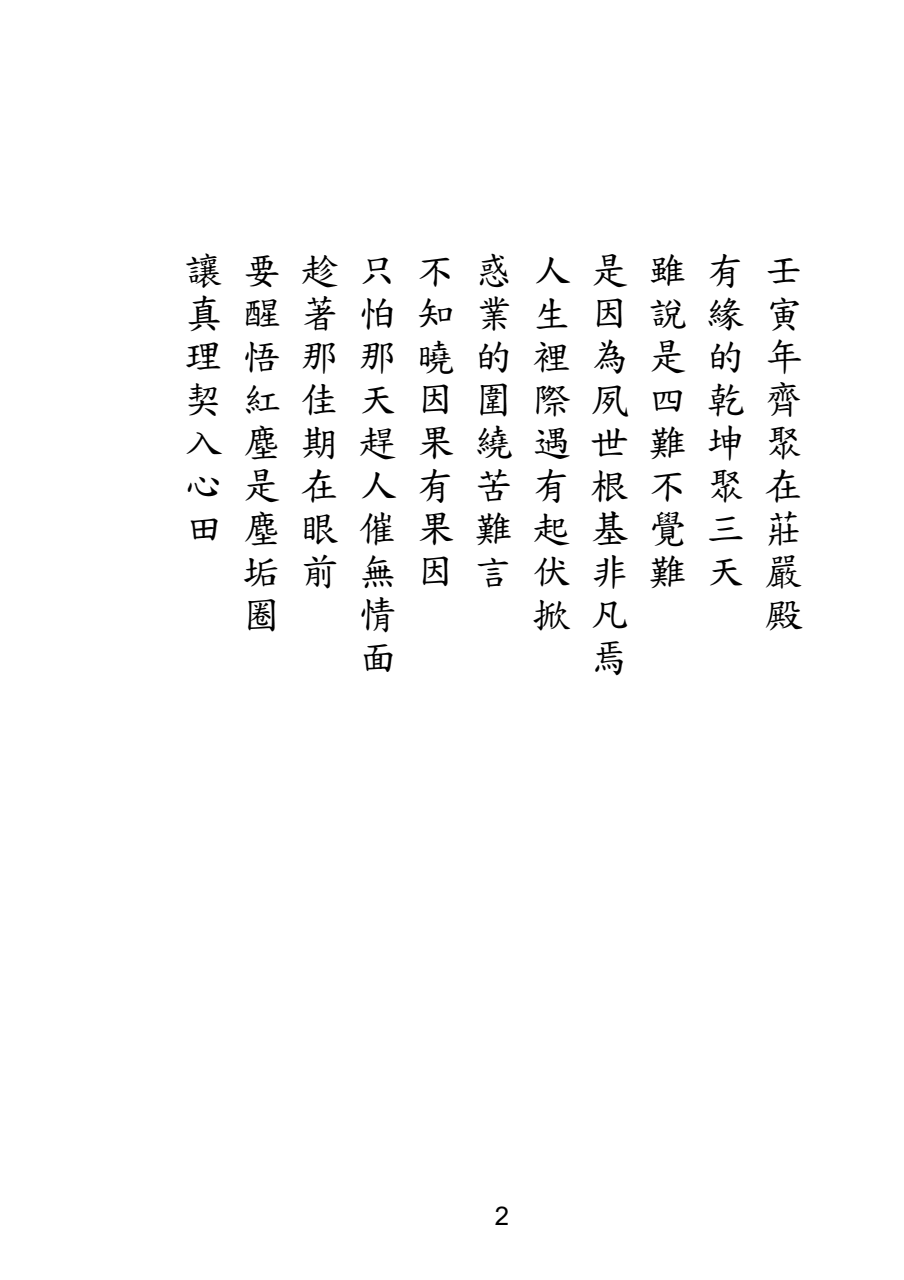 壬寅年齊聚在莊嚴殿
有緣的乾坤聚三天
雖說是四難不覺難
是因為夙世根基非凡焉
人生裡際遇有起伏掀
惑業的圍繞苦難言
不知曉因果有果因
只怕那天趕人催無情面
趁著那佳期在眼前
要醒悟紅塵是塵垢圈
讓真理契入心田
2